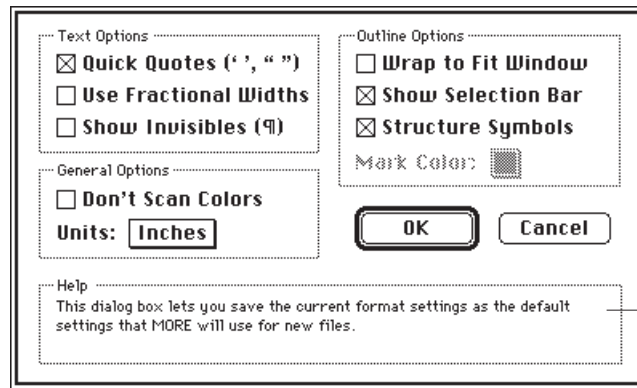 Text Options
Quick Quotes (‘ ’, “ ”)
Use Fractional Widths
Show Invisibles (¶)
General Options
Don't Scan Colors
Units: Inches
Outline Options
Wrap to Fit Window
Show Selection Bar
Structure Symbols
Mark Color:
OK
Cancel
Help
This dialog box lets you save the current format settings as the default
settings that MORE will use for new files.